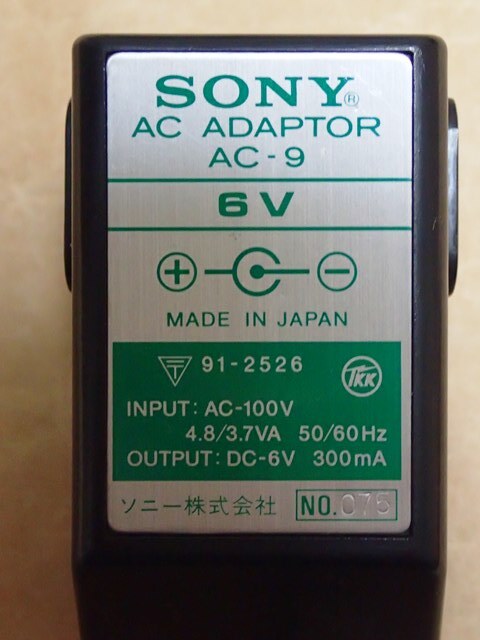 SONY®
AC ADAPTOR
AC-9
6V
MADE IN JAPAN
〒 91-2526 TKK
INPUT: AC-100V
4.8/3.7VA 50/60Hz
OUTPUT: DC-6V 300mA
ソニー株式会社 NO. 075